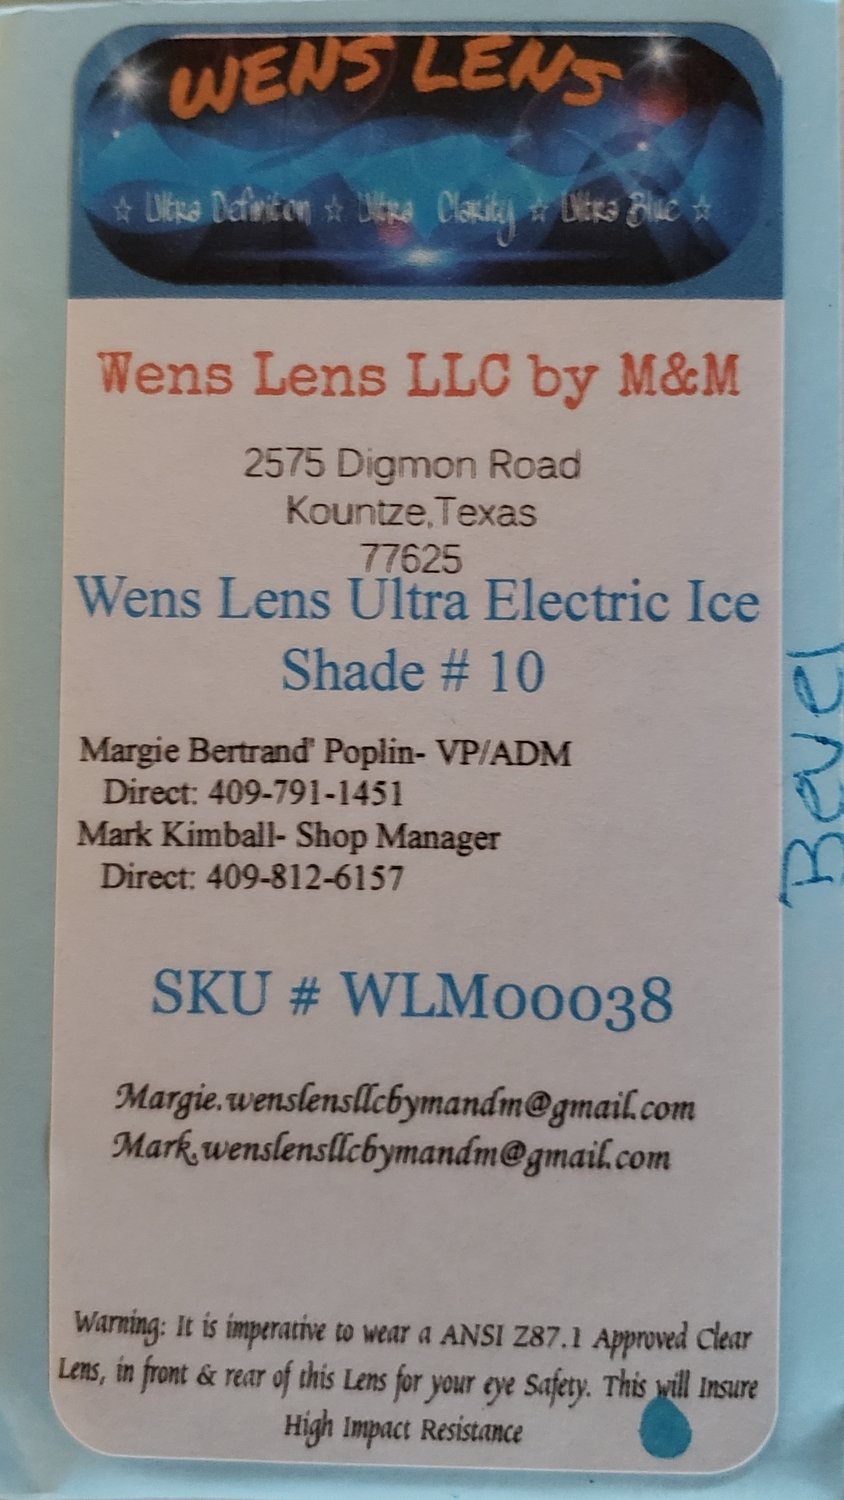 WENS LENS
☆ Ultra Definiton ☆ Ultra Clarity ☆ Ultra Blue ☆
Wens Lens LLC by M&M
2575 Digmon Road
Kountze,Texas
77625
Wens Lens Ultra Electric Ice
Shade # 10
Margie Bertrand' Poplin- VP/ADM
Direct: 409-791-1451
Mark Kimball- Shop Manager
Direct: 409-812-6157
Bevel
SKU # WLM00038
Margie.wenslensllcbymandm@gmail.com
Mark.wenslensllcbymandm@gmail.com
Warning: It is imperative to wear a ANSI Z87.1 Approved Clear
Lens, in front & rear of this Lens for your eye Safety. This will Insure
High Impact Resistance